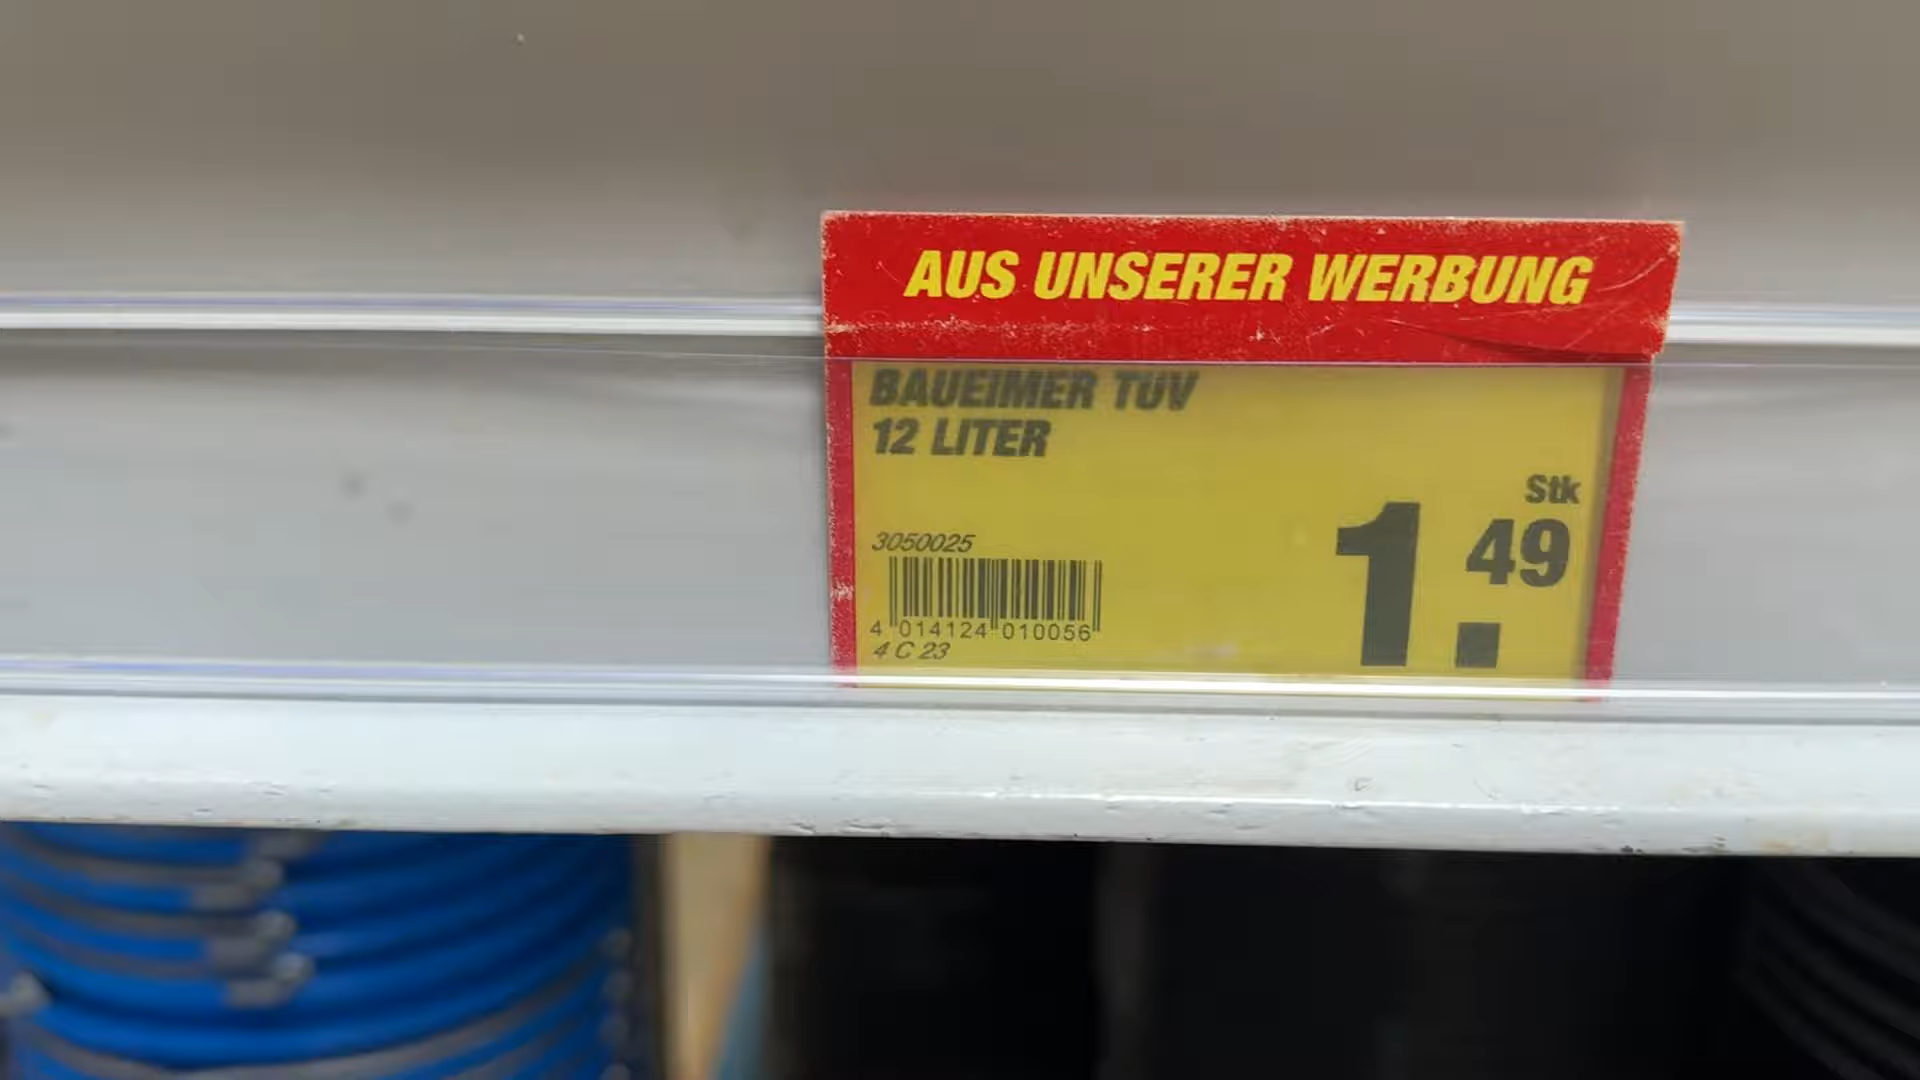 AUS UNSERER WERBUNG
BAUEIMER TÜV
12 LITER
Stk
1.49
3050025
4 014124 010056
4 C 23